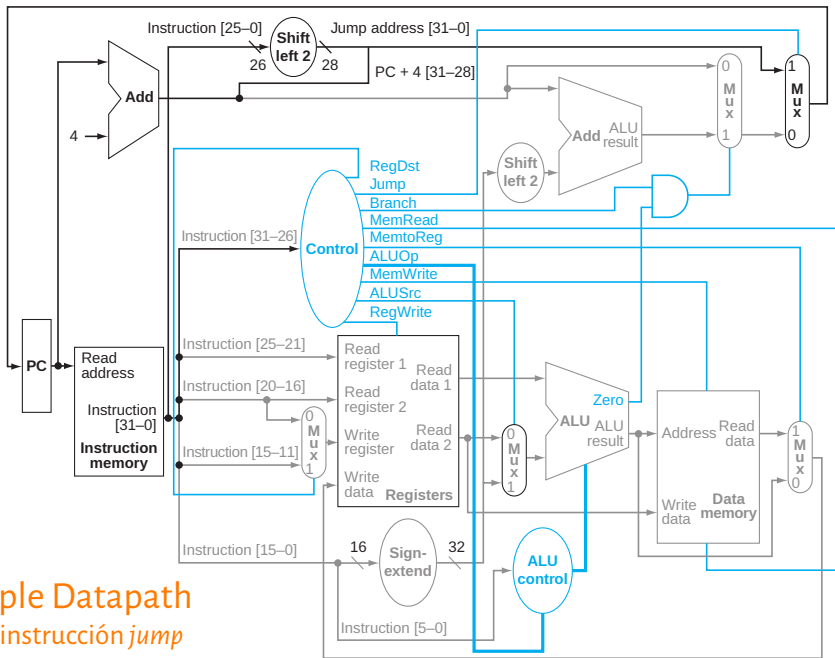 Instruction [25–0]
Shift
left 2
Jump address [31–0]
26
28
PC + 4 [31–28]
Add
4
0
M
u
x
1
1
M
u
x
0
Add
ALU
result
Shift
left 2
RegDst
Jump
Branch
MemRead
MemtoReg
ALUOp
MemWrite
ALUSrc
RegWrite
Instruction [31–26]
Control
PC
Read
address
Instruction
[31–0]
Instruction
memory
Instruction [25–21]
Instruction [20–16]
Instruction [15–11]
Instruction [15–0]
0
M
u
x
1
Read
register 1
Read
register 2
Write
register
Write
data
Read
data 1
Read
data 2
Registers
0
M
u
x
1
Zero
ALU
ALU
result
Address
Read
data
Write
data
Data
memory
1
M
u
x
0
16
Sign-
extend
32
ALU
control
Instruction [5–0]
ple Datapath
instrucción jump